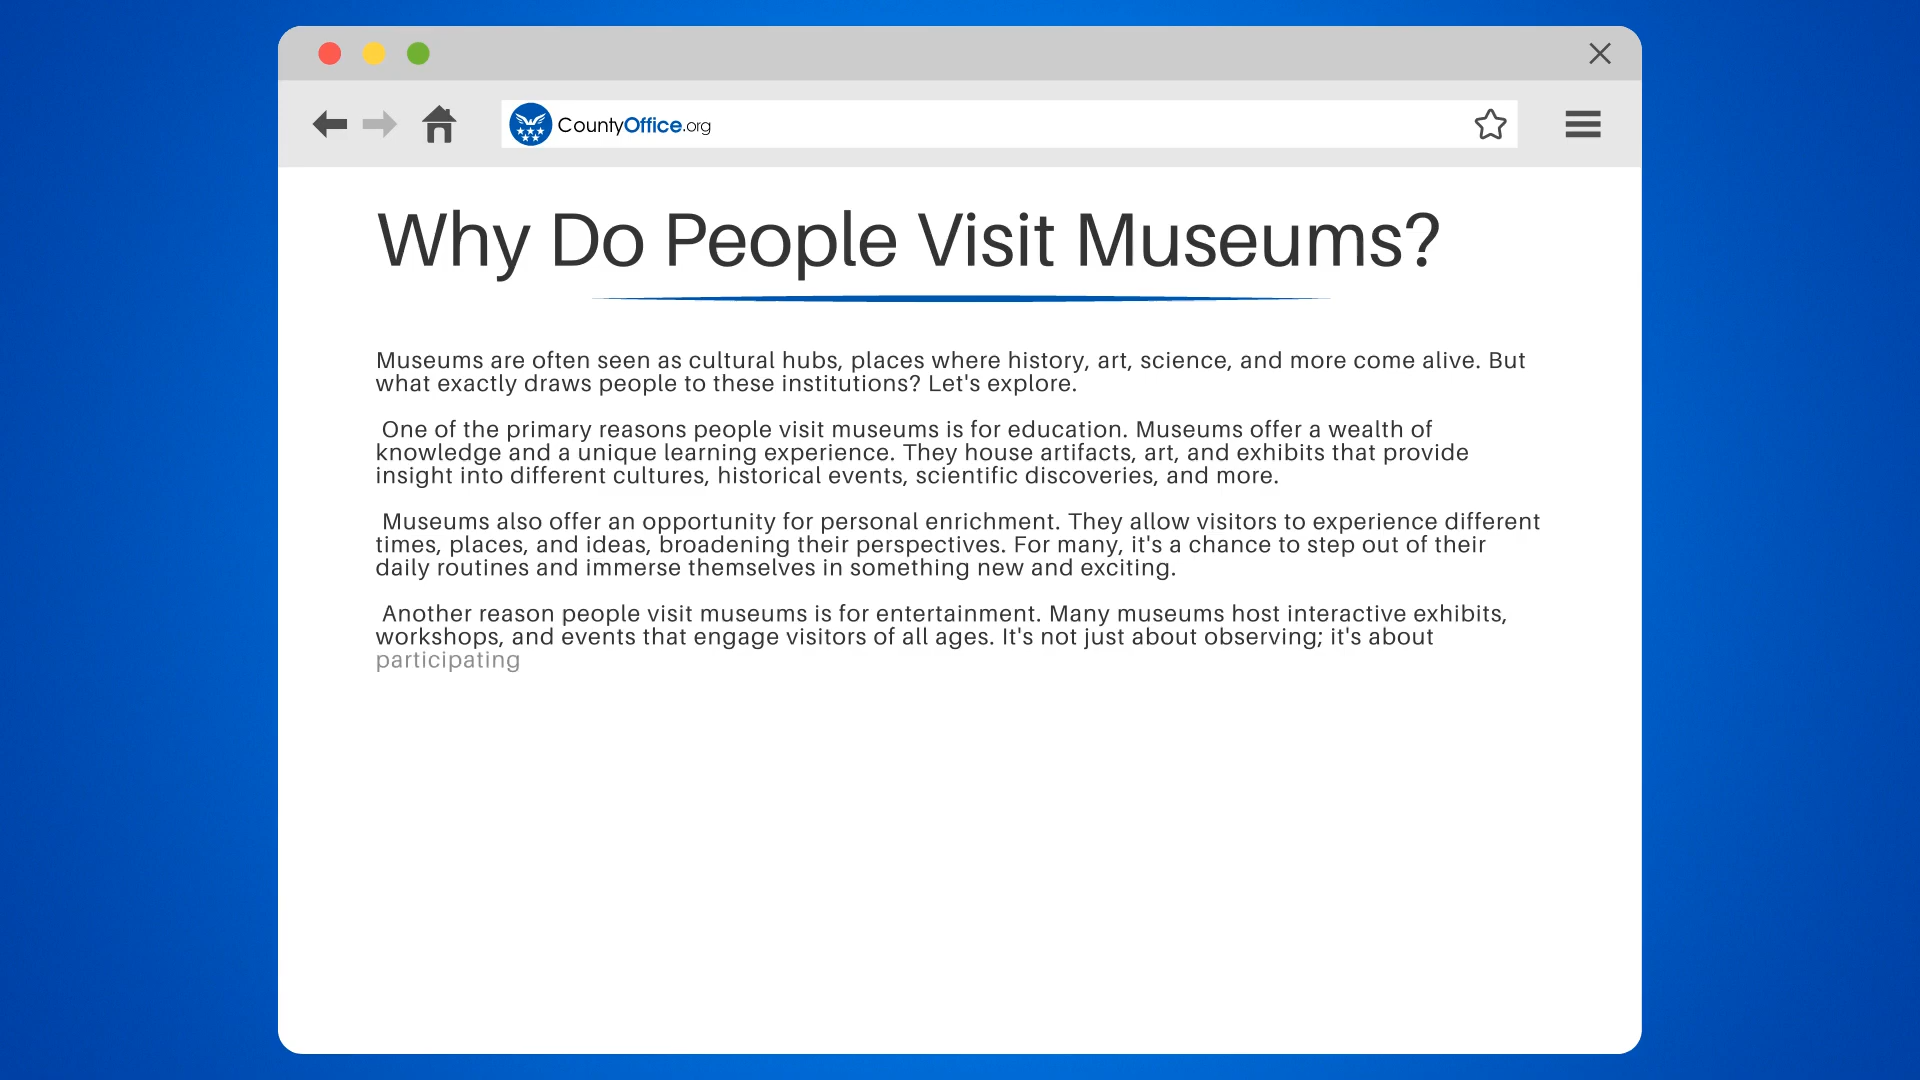 CountyOffice.org
Why Do People Visit Museums?
Museums are often seen as cultural hubs, places where history, art, science, and more come alive. But
what exactly draws people to these institutions? Let's explore.
One of the primary reasons people visit museums is for education. Museums offer a wealth of
knowledge and a unique learning experience. They house artifacts, art, and exhibits that provide
insight into different cultures, historical events, scientific discoveries, and more.
Museums also offer an opportunity for personal enrichment. They allow visitors to experience different
times, places, and ideas, broadening their perspectives. For many, it's a chance to step out of their
daily routines and immerse themselves in something new and exciting.
Another reason people visit museums is for entertainment. Many museums host interactive exhibits,
workshops, and events that engage visitors of all ages. It's not just about observing; it's about
participating